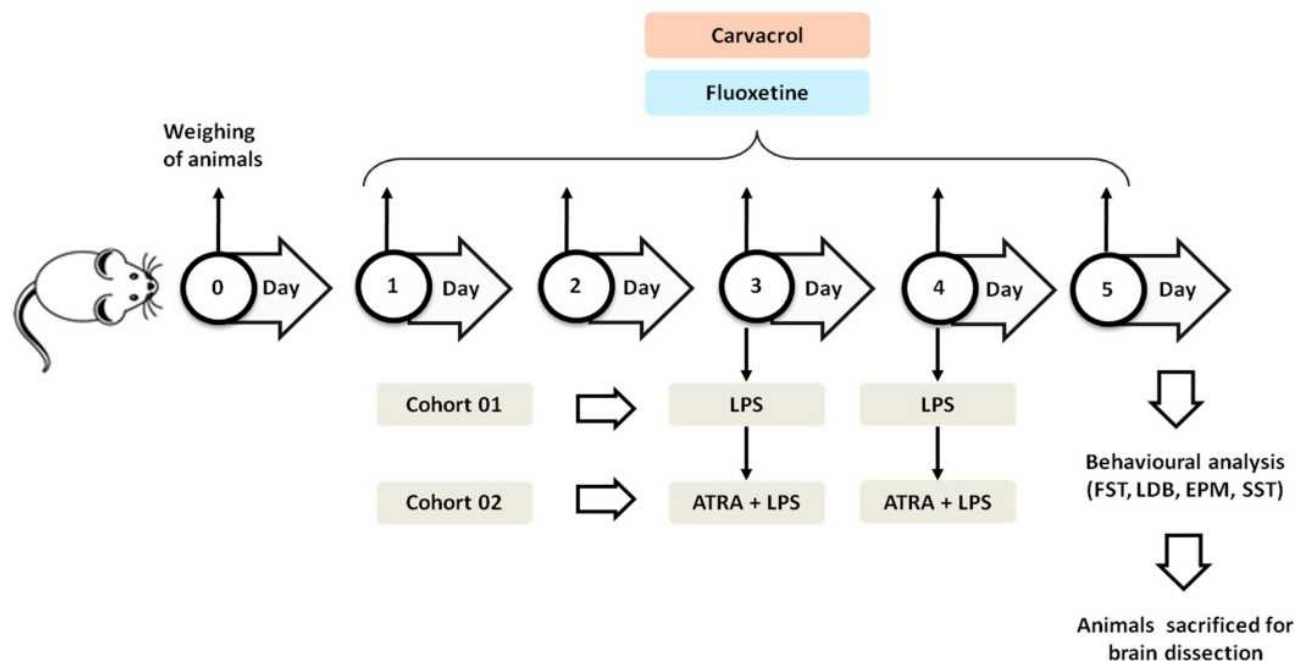 Carvacrol
Fluoxetine
Weighing
of animals
0 Day 1 Day 2 Day 3 Day 4 Day 5 Day
Cohort 01 LPS LPS
Cohort 02 ATRA + LPS ATRA + LPS
Behavioural analysis
(FST, LDB, EPM, SST)
Animals sacrificed for
brain dissection